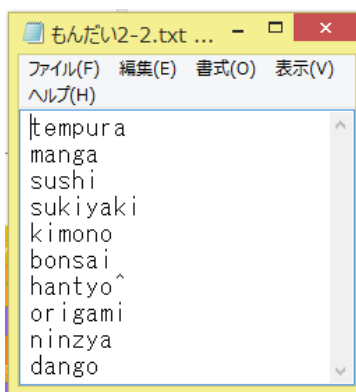 もんだい2-2.txt ...
ファイル(F) 編集(E) 書式(O) 表示(V)
ヘルプ(H)
tempura
manga
sushi
sukiyaki
kimono
bonsai
hantyo^
origami
ninzya
dango